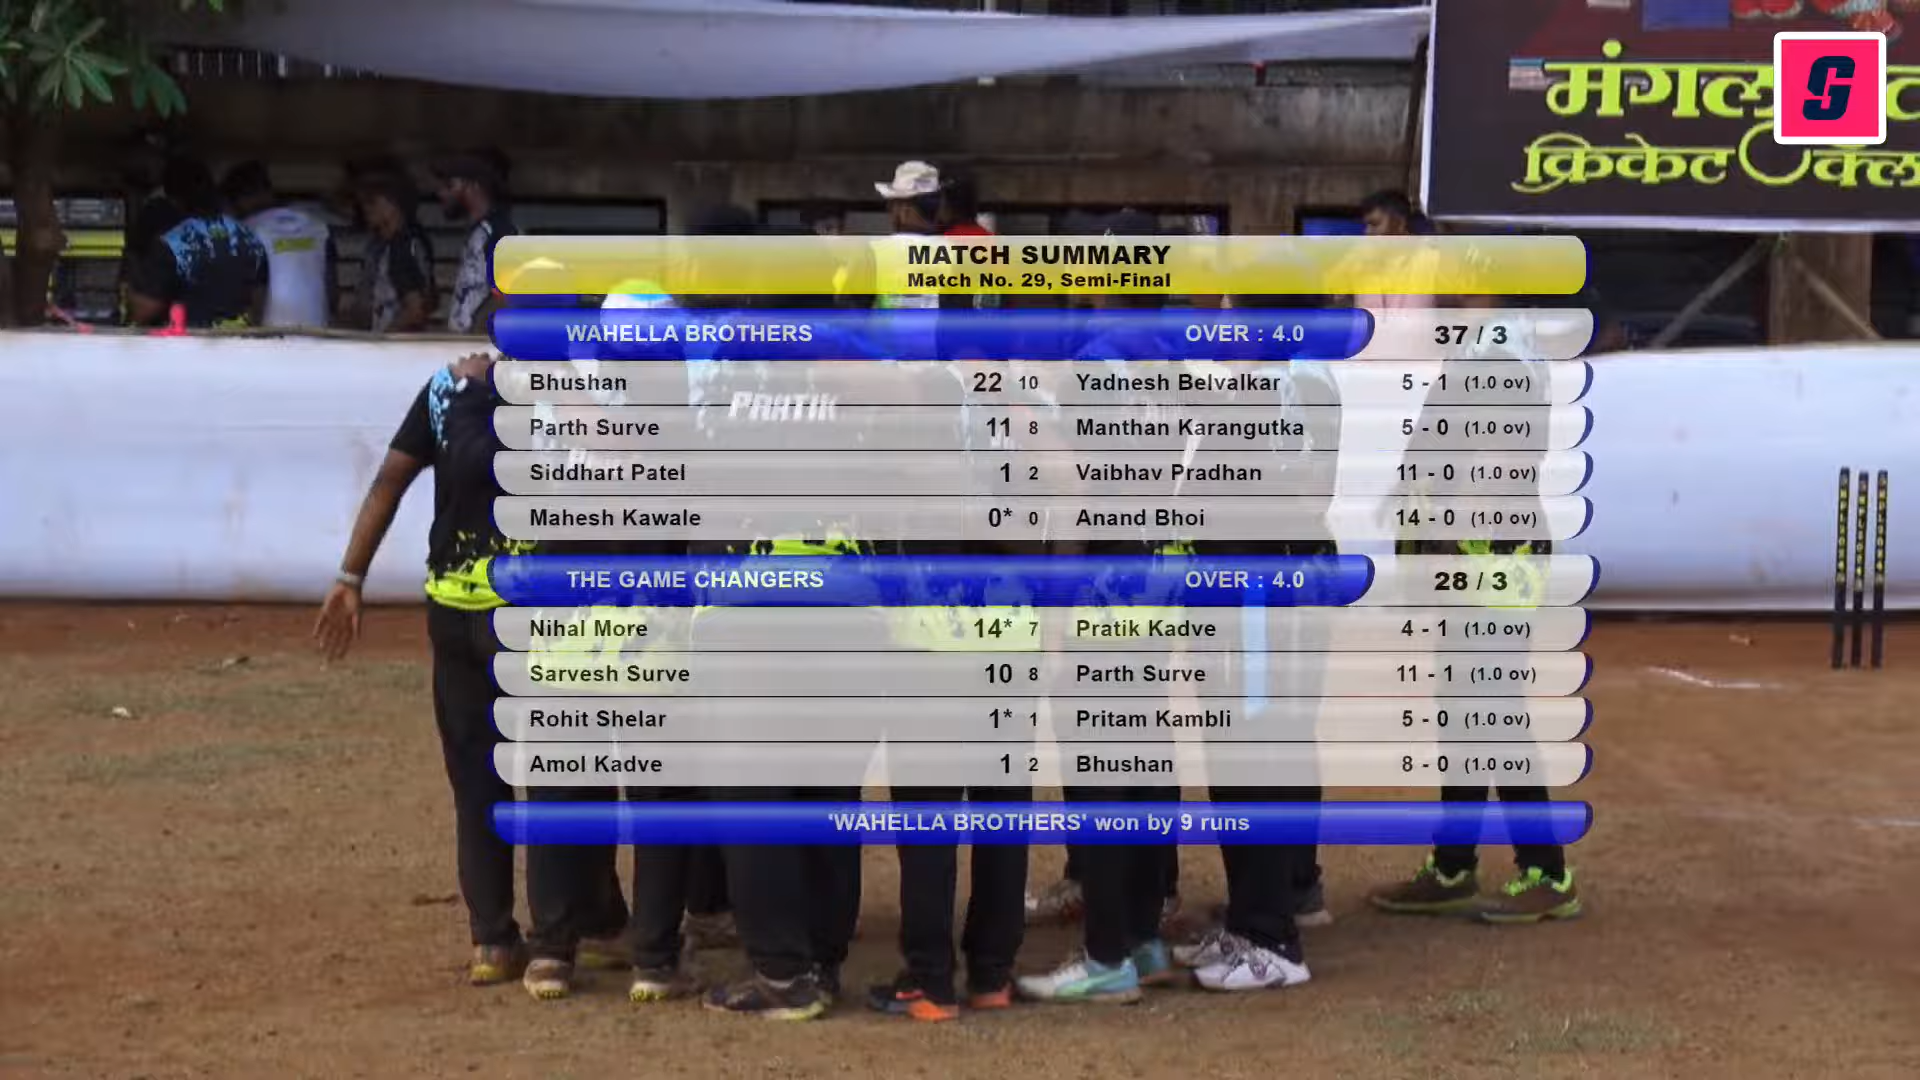 मंगल
क्रिकेट क्ल
MATCH SUMMARY
Match No. 29, Semi-Final
WAHELLA BROTHERS OVER : 4.0 37 / 3
Bhushan 22 10 Yadnesh Belvalkar 5 - 1 (1.0 ov)
PRATIK
Parth Surve 11 8 Manthan Karangutka 5 - 0 (1.0 ov)
Siddhart Patel 1 2 Vaibhav Pradhan 11 - 0 (1.0 ov)
Mahesh Kawale 0* 0 Anand Bhoi 14 - 0 (1.0 ov)
THE GAME CHANGERS OVER : 4.0 28 / 3
Nihal More 14* 7 Pratik Kadve 4 - 1 (1.0 ov)
Sarvesh Surve 10 8 Parth Surve 11 - 1 (1.0 ov)
Rohit Shelar 1* 1 Pritam Kambli 5 - 0 (1.0 ov)
Amol Kadve 1 2 Bhushan 8 - 0 (1.0 ov)
'WAHELLA BROTHERS' won by 9 runs